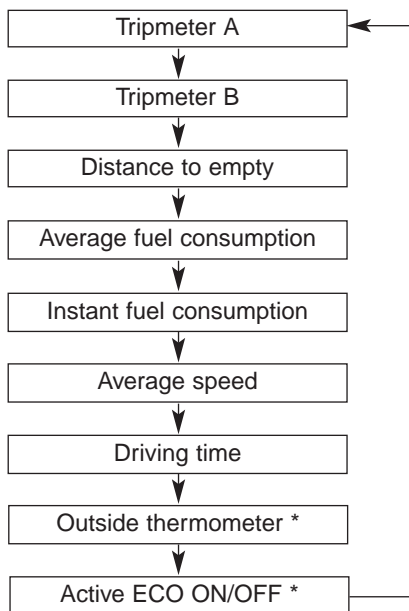 Tripmeter A
Tripmeter B
Distance to empty
Average fuel consumption
Instant fuel consumption
Average speed
Driving time
Outside thermometer *
Active ECO ON/OFF *